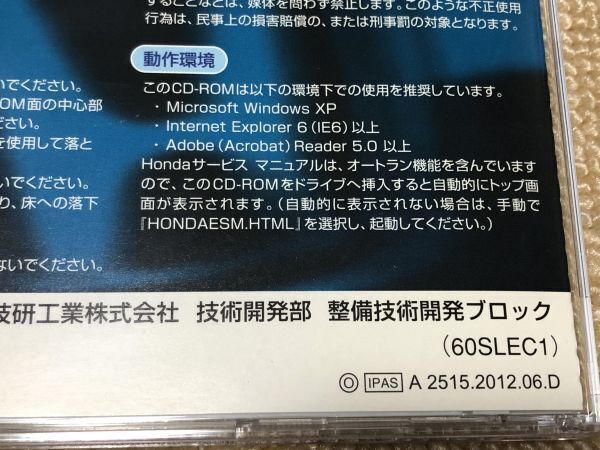 することなどは、媒体を問わず禁止します。このような不正使用
行為は、民事上の損害賠償の、または刑事罰の対象となります。
動作環境
このCD-ROMは以下の環境下での使用を推奨しています。
・Microsoft Windows XP
・Internet Explorer 6(IE6)以上
・Adobe(Acrobat)Reader 5.0 以上
Hondaサービス マニュアルは、オートラン機能を含んでいます
ので、このCD-ROMをドライブへ挿入すると自動的にトップ画
面が表示されます。(自動的に表示されない場合は、手動で
『HONDAESM.HTML』を選択し、起動してください。)
いでください。
OM面の中心部
ださい。
を使用して落と
いでください。
り、床への落下
ないでください。
技研工業株式会社 技術開発部 整備技術開発ブロック
(60SLEC1)
O IPAS A 2515.2012.06.D